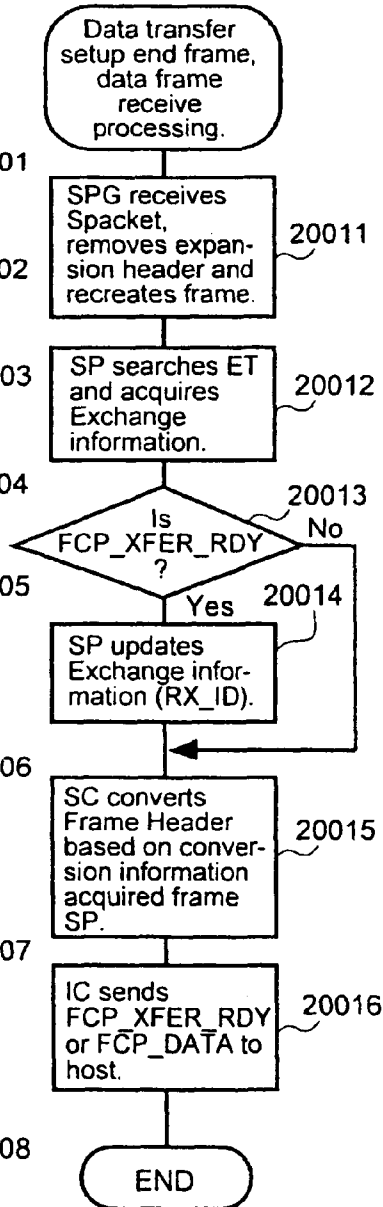 Data transfer
setup end frame,
data frame
receive
processing.
01
SPG receives
Spacket,
removes expan-
sion header and
recreates frame.
20011
02
03
SP searches ET
and acquires
Exchange
information.
20012
04
Is
FCP_XFER_RDY
?
20013
No
05
Yes
20014
SP updates
Exchange infor-
mation (RX_ID).
06
SC converts
Frame Header
based on conver-
sion information
acquired frame
SP.
20015
07
IC sends
FCP_XFER_RDY
or FCP_DATA to
host.
20016
08
END